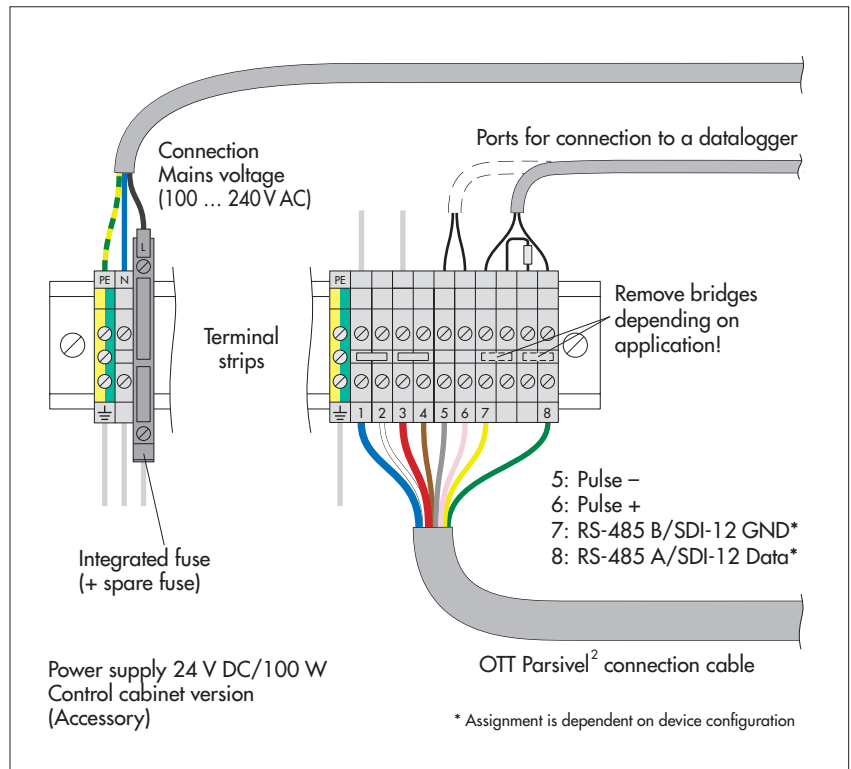 Connection
Mains voltage
(100 ... 240 V AC)
Ports for connection to a datalogger
L
PE N
PE
Terminal
strips
Remove bridges
depending on
application!
1 2 3 4 5 6 7 8
5: Pulse –
6: Pulse +
7: RS-485 B/SDI-12 GND*
8: RS-485 A/SDI-12 Data*
Integrated fuse
(+ spare fuse)
OTT Parsivel² connection cable
Power supply 24 V DC/100 W
Control cabinet version
(Accessory)
* Assignment is dependent on device configuration